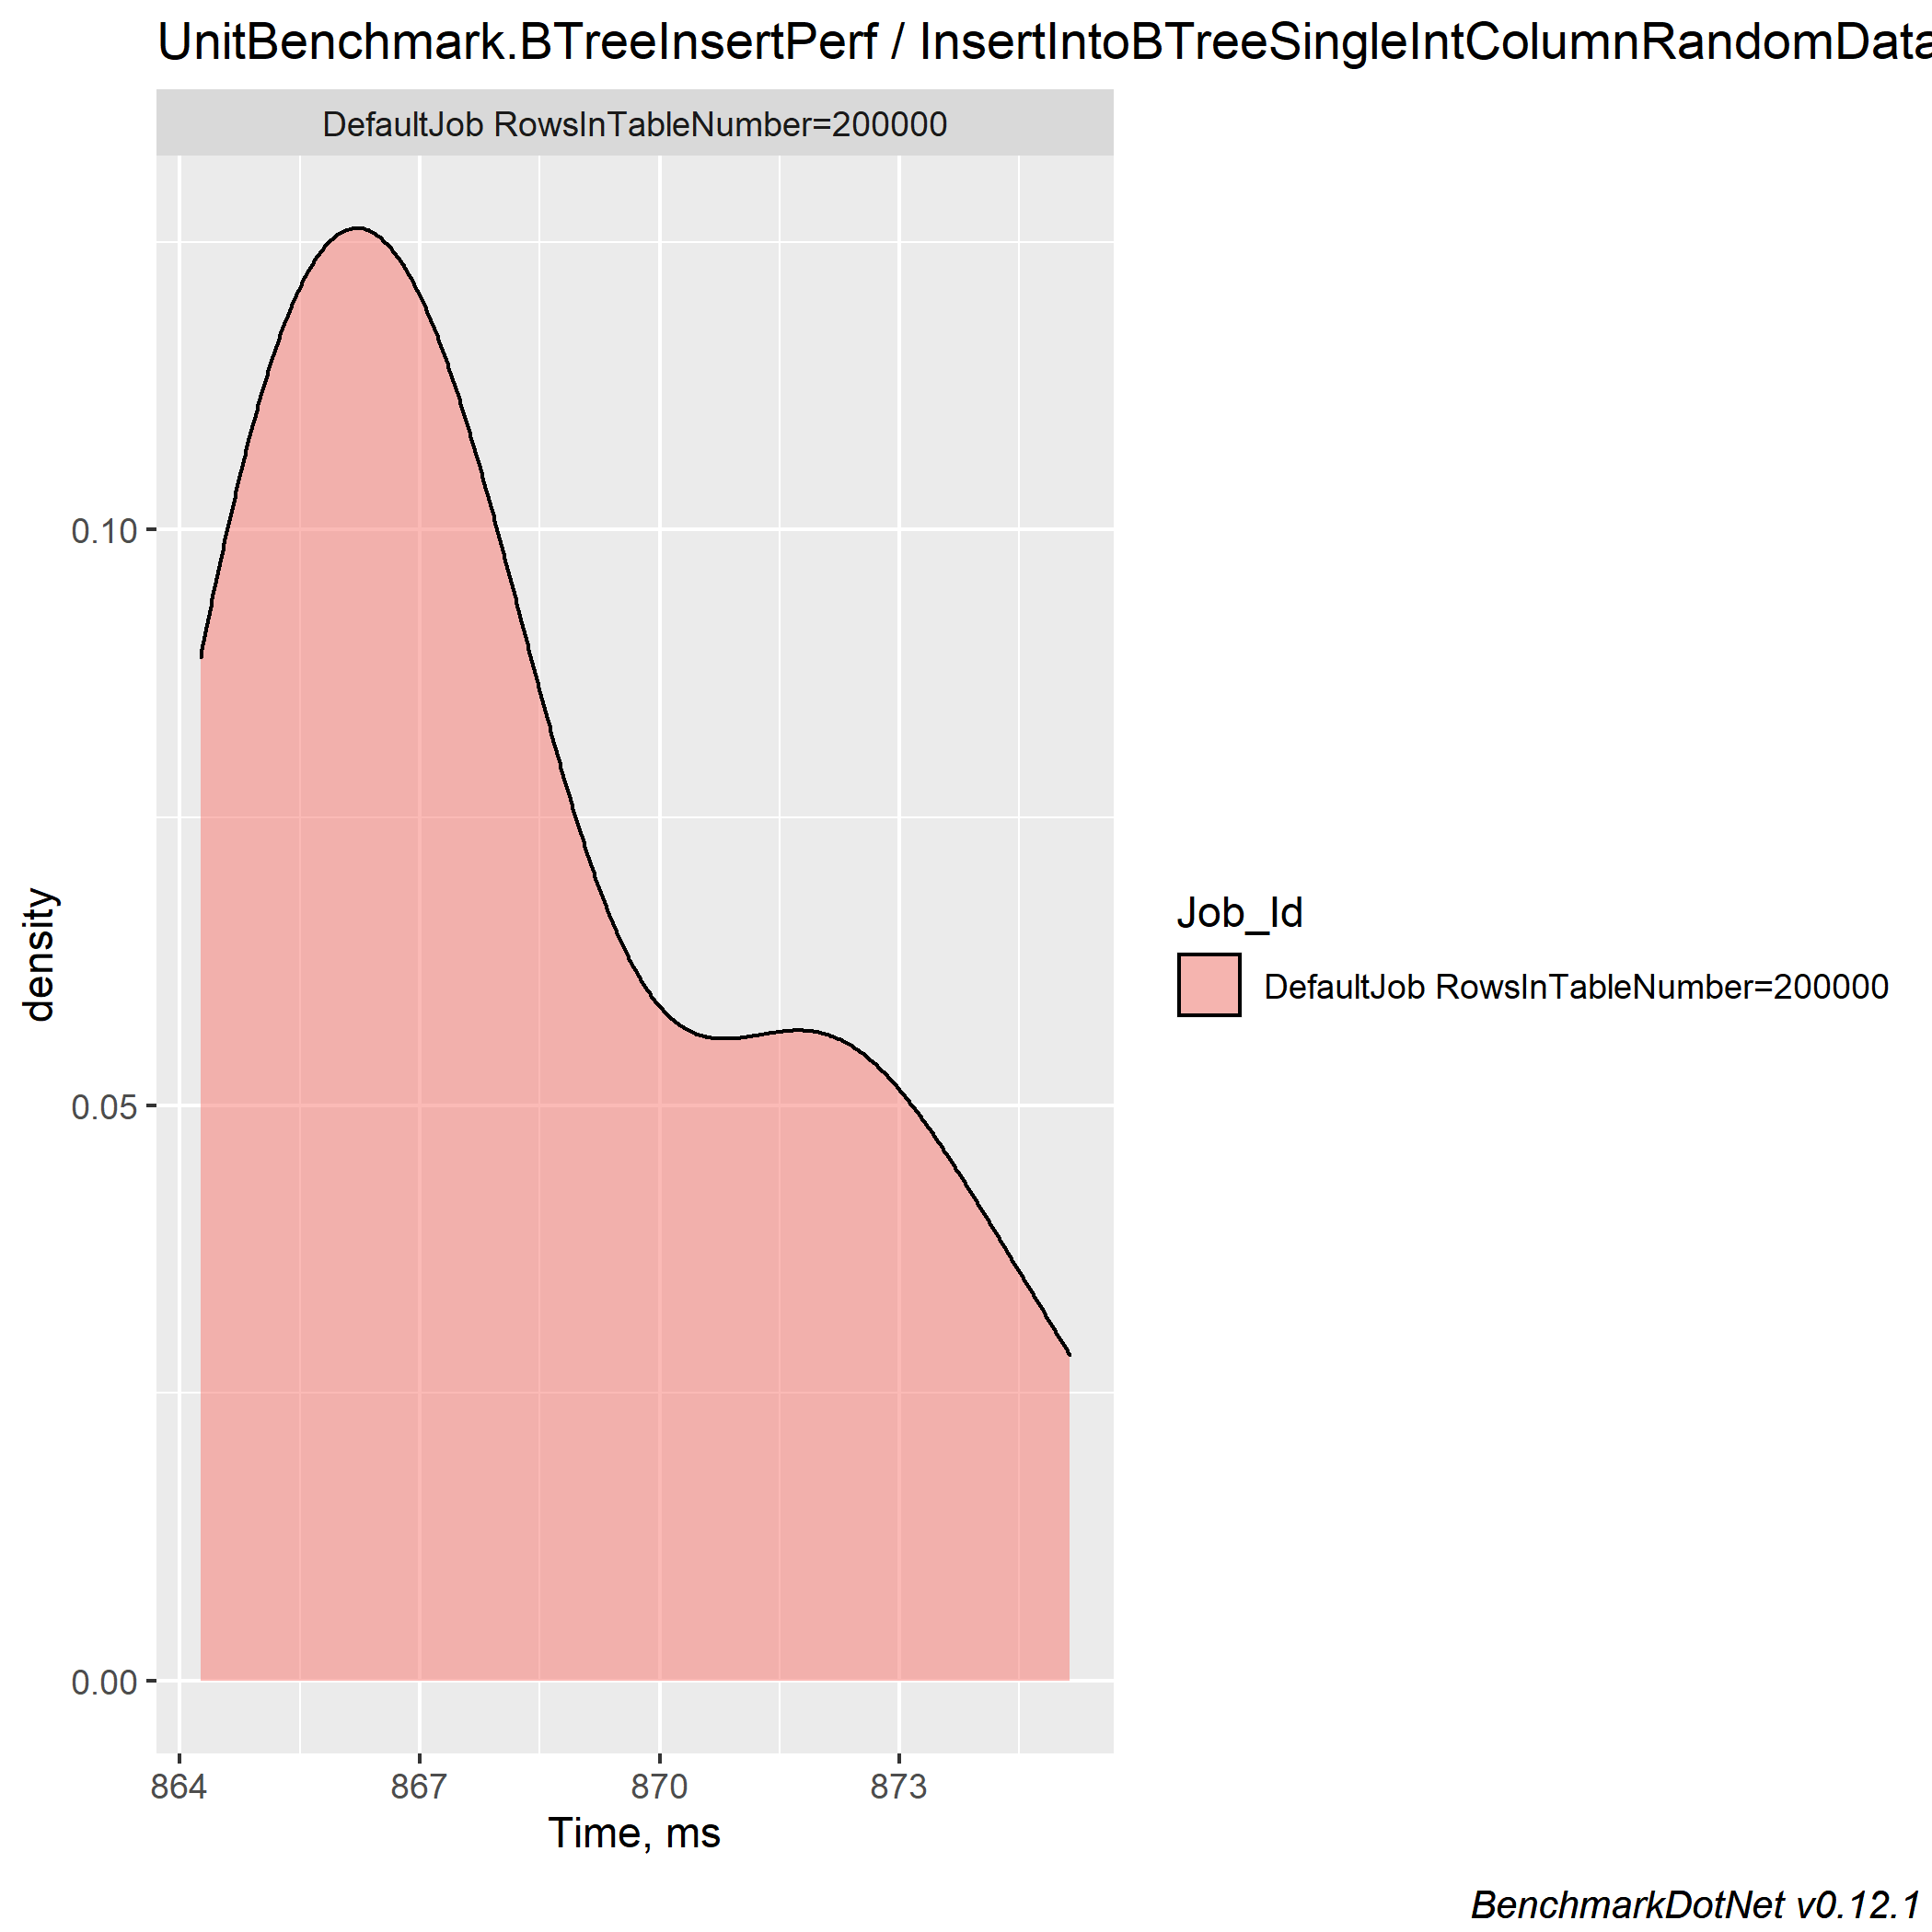 UnitBenchmark.BTreeInsertPerf / InsertIntoBTreeSingleIntColumnRandomData
DefaultJob RowsInTableNumber=200000
0.10
0.05
0.00
density
864 867 870 873
Time, ms
Job_Id
DefaultJob RowsInTableNumber=200000
BenchmarkDotNet v0.12.1